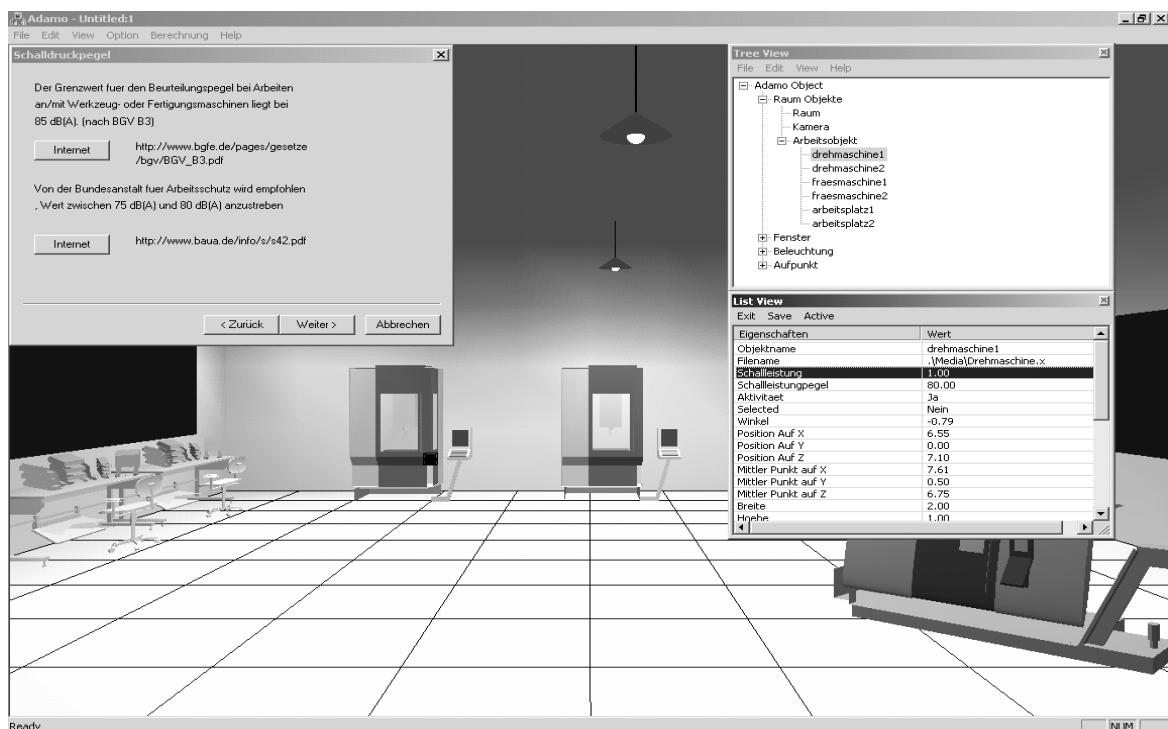 Adamo - Untitled:1
File Edit View Option Berechnung Help
Schalldruckpegel
Der Grenzwert fuer den Beurteilungspegel bei Arbeiten
an/mit Werkzeug- oder Fertigungsmaschinen liegt bei
85 dB(A). (nach BGV B3)
Internet
http://www.bgfe.de/pages/gesetze
/bgv/BGV_B3.pdf
Von der Bundesanstalt fuer Arbeitsschutz wird empfohlen
, Wert zwischen 75 dB(A) und 80 dB(A) anzustreben
Internet
http://www.baua.de/info/s/s42.pdf
< Zurück
Weiter >
Abbrechen
Tree View
File Edit View Help
Adamo Object
Raum Objekte
Raum
Kamera
Arbeitsobjekt
drehmaschine1
drehmaschine2
fraesmaschine1
fraesmaschine2
arbeitsplatz1
arbeitsplatz2
Fenster
Beleuchtung
Aufpunkt
List View
Exit Save Active
Eigenschaften Wert
Objektname drehmaschine1
Filename .\Media\Drehmaschine.x
Schallleistung 1.00
Schallleistungpegel 80.00
Aktivitaet Ja
Selected Nein
Winkel -0.79
Position Auf X 6.55
Position Auf Y 0.00
Position Auf Z 7.10
Mittler Punkt auf X 7.61
Mittler Punkt auf Y 0.50
Mittler Punkt auf Z 6.75
Breite 2.00
Hoehe 1.00
Ready
NUM